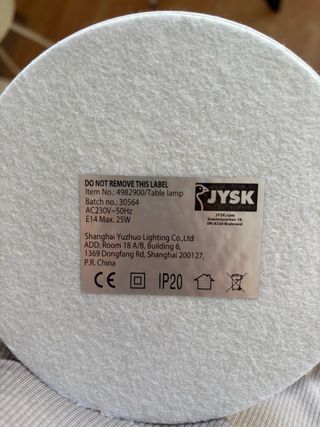 DO NOT REMOVE THIS LABEL
Item No.: 4982900/Table lamp
Batch no.: 30564
AC230V~50Hz
E14 Max. 25W
JYSK
JYSK.com
Soedalsparken 18
DK-8220 Brabrand
Shanghai Yuzhuo Lighting Co.,Ltd
ADD: Room 18 A/B, Building 6,
1369 Dongfang Rd, Shanghai 200127,
P.R. China
CE IP20